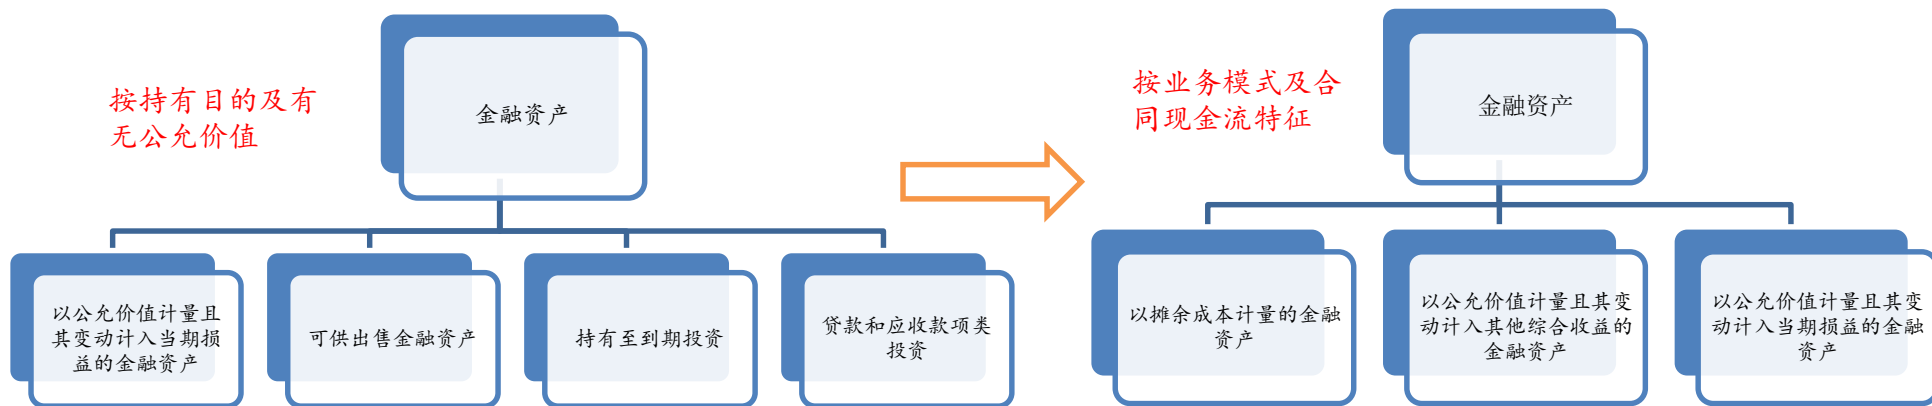 按持有目的及有
无公允价值
金融资产
以公允价值计量且
其变动计入当期损
益的金融资产
可供出售金融资产
持有至到期投资
贷款和应收款项类
投资
按业务模式及合
同现金流特征
金融资产
以摊余成本计量的金融
资产
以公允价值计量且其变
动计入其他综合收益的
金融资产
以公允价值计量且其变
动计入当期损益的金融
资产